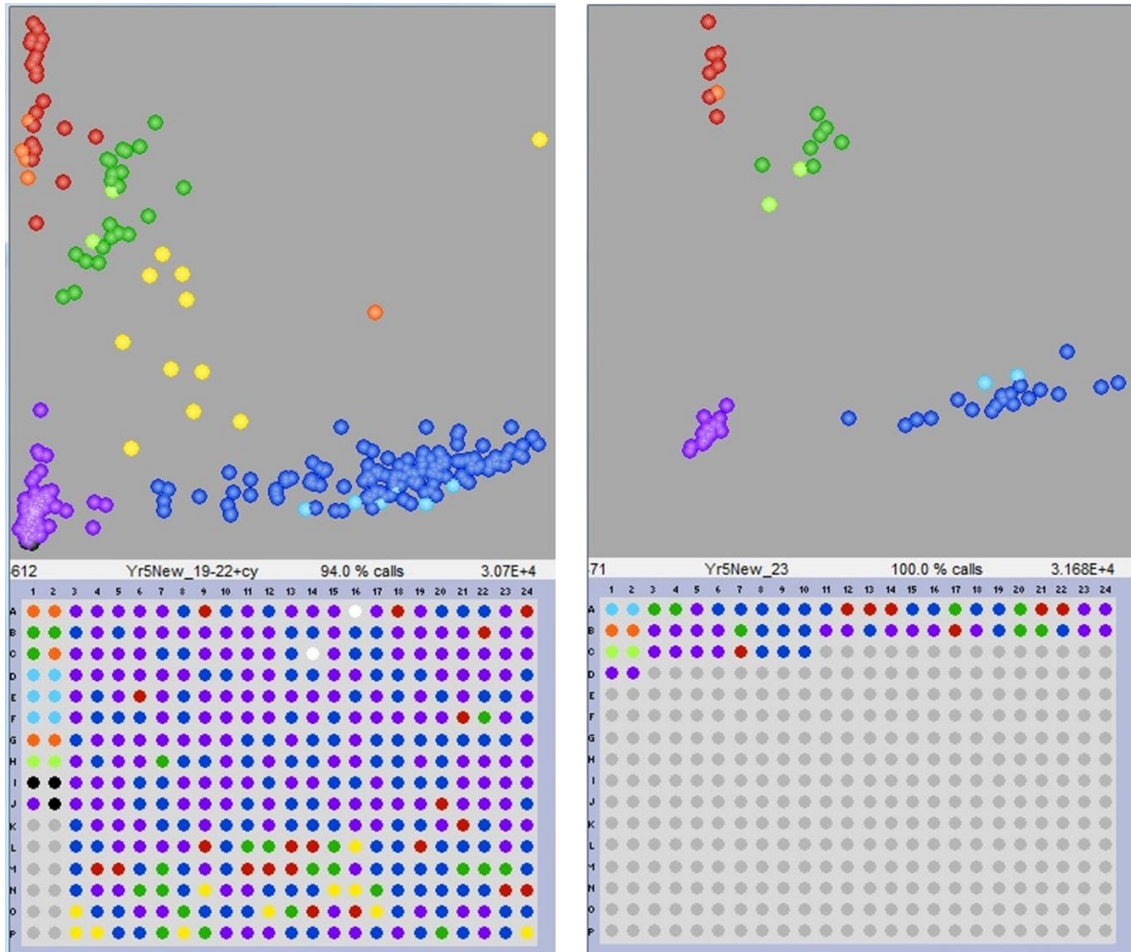 -612 Yr5New_19-22+cy 94.0 % calls 3.07E+4
1 2 3 4 5 6 7 8 9 10 11 12 13 14 15 16 17 18 19 20 21 22 23 24
A
B
C
D
E
F
G
H
I
J
K
L
M
N
O
P
-71 Yr5New_23 100.0 % calls 3.168E+4
1 2 3 4 5 6 7 8 9 10 11 12 13 14 15 16 17 18 19 20 21 22 23 24
A
B
C
D
E
F
G
H
I
J
K
L
M
N
O
P